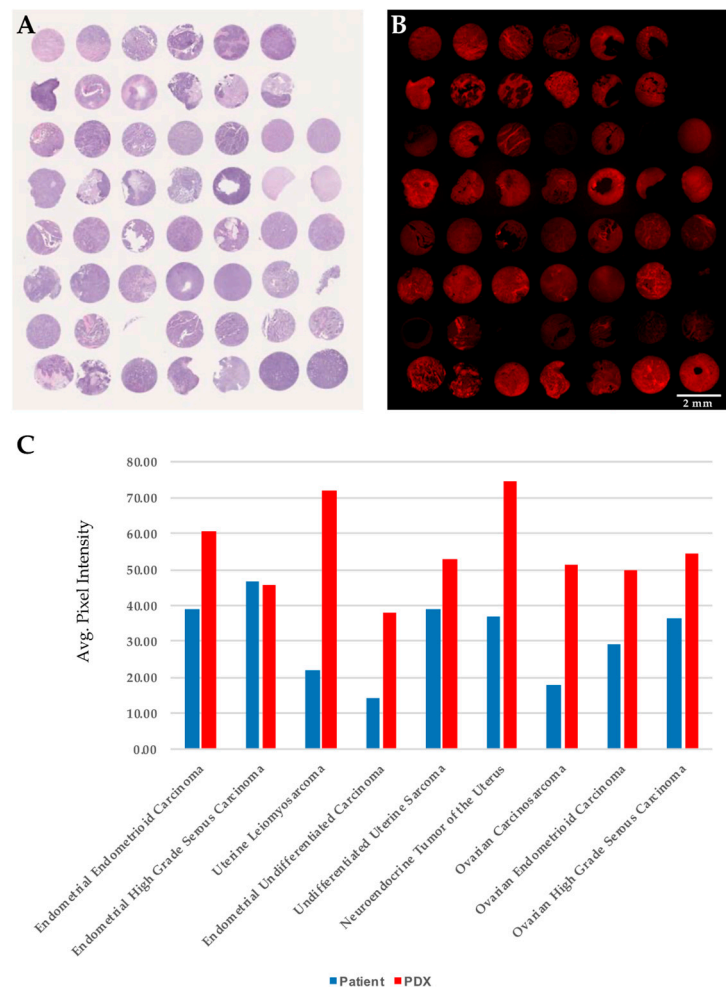 A
B
2 mm
C
80.00
70.00
60.00
50.00
40.00
30.00
20.00
10.00
0.00
Avg. Pixel Intensity
Endometrial Endometrioid Carcinoma
Endometrial High Grade Serous Carcinoma
Uterine Leiomyosarcoma
Endometrial Undifferentiated Carcinoma
Undifferentiated Uterine Sarcoma
Neuroendocrine Tumor of the Uterus
Ovarian Carcinosarcoma
Ovarian Endometrioid Carcinoma
Ovarian High Grade Serous Carcinoma
Patient PDX